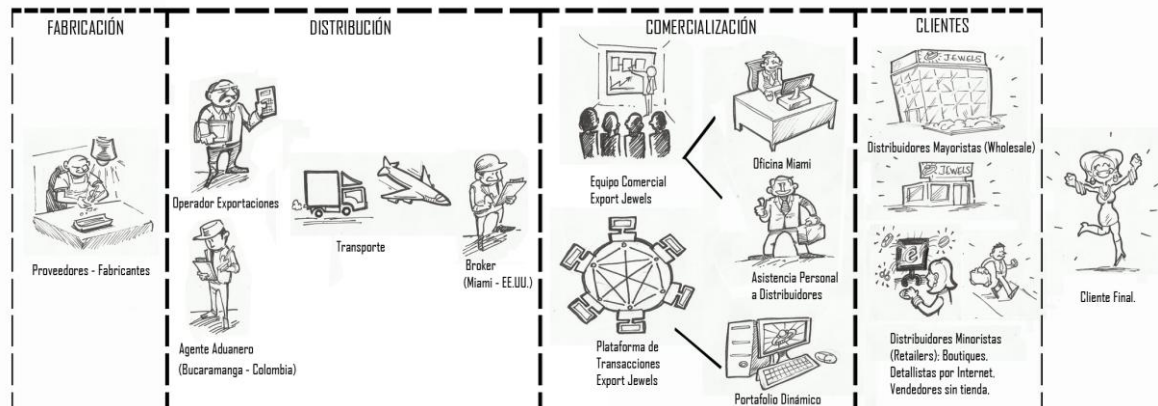 FABRICACIÓN
Proveedores - Fabricantes
DISTRIBUCIÓN
Operador Exportaciones
Agente Aduanero
(Bucaramanga - Colombia)
Transporte
Broker
(Miami - EE.UU.)
COMERCIALIZACIÓN
Equipo Comercial
Export Jewels
Oficina Miami
Asistencia Personal
a Distribuidores
Plataforma de
Transacciones
Export Jewels
Portafolio Dinámico
CLIENTES
JEWELS
Distribuidores Mayoristas (Wholesale)
JEWELS
Distribuidores Minoristas
(Retailers): Boutiques,
Detallistas por Internet,
Vendedores sin tienda.
Cliente Final.